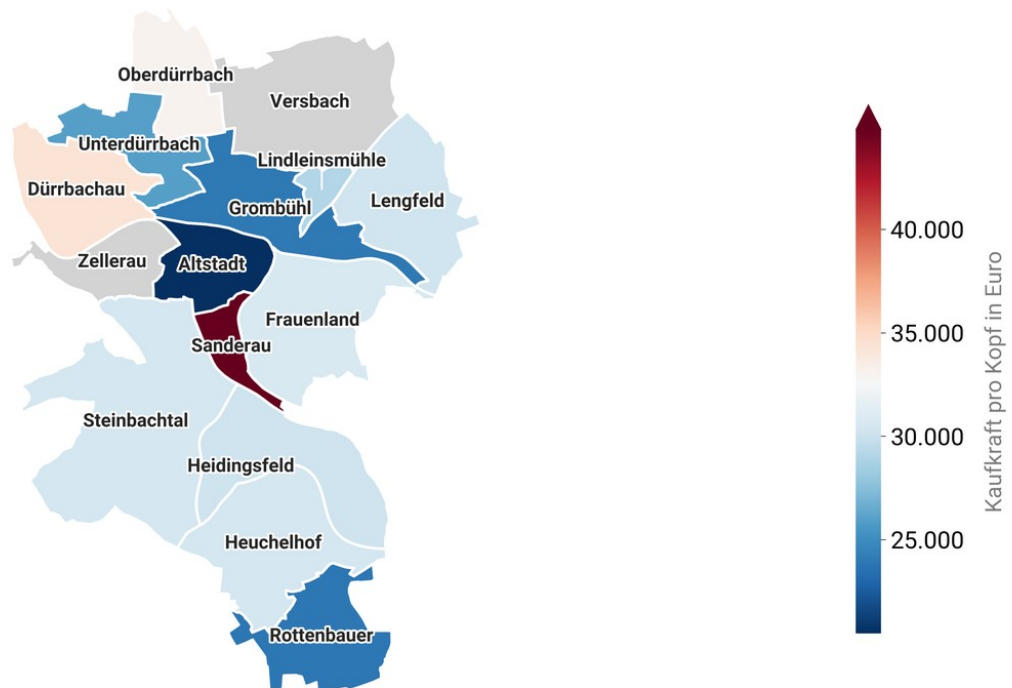 Oberdürrbach
Versbach
Unterdürrbach
Lindleinsmühle
Dürrbachau
Lengfeld
Grombühl
Zellerau
Altstadt
Frauenland
Sanderau
Steinbachtal
Heidingsfeld
Heuchelhof
Rottenbauer
40.000
35.000
30.000
25.000
Kaufkraft pro Kopf in Euro